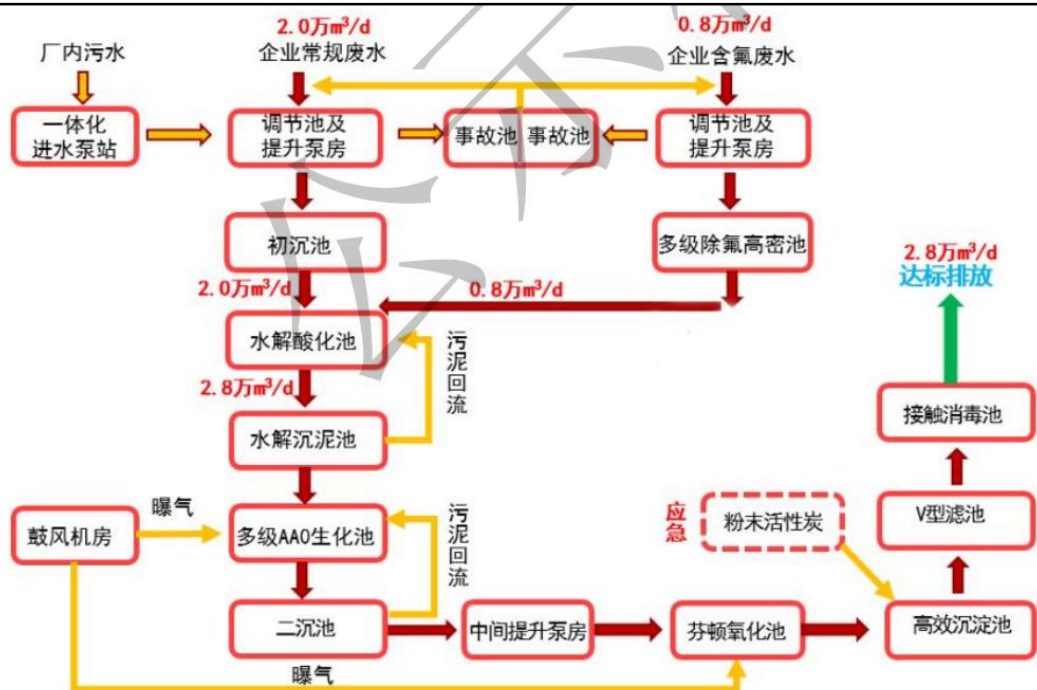 2.0万m³/d
0.8万m³/d
厂内污水
企业常规废水
企业含氟废水
一体化
进水泵站
调节池及
提升泵房
事故池
事故池
调节池及
提升泵房
初沉池
多级除氟高密池
2.8万m³/d
达标排放
2.0万m³/d
0.8万m³/d
水解酸化池
污泥回流
2.8万m³/d
接触消毒池
水解沉泥池
曝气
应急
粉末活性炭
V型滤池
鼓风机房
多级AAO生化池
污泥回流
二沉池
中间提升泵房
芬顿氧化池
高效沉淀池
曝气